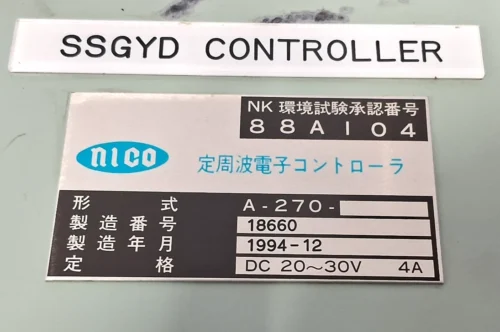 SSGYD CONTROLLER
NK 環境試験承認番号
88A104
nico
定周波電子コントローラ
形 式 A-270-
製造番号 18660
製造年月 1994-12
定 格 DC 20～30V 4A